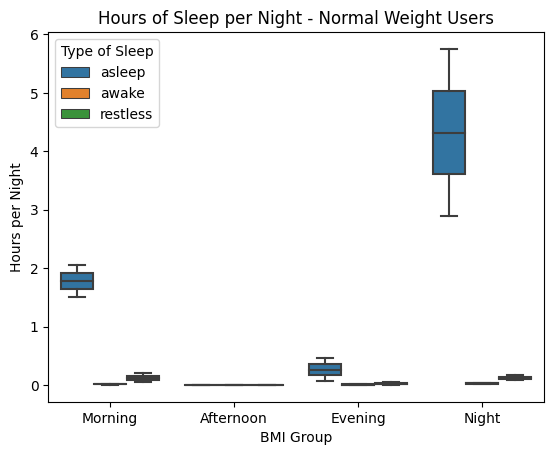 Hours of Sleep per Night - Normal Weight Users
Type of Sleep
asleep
awake
restless
Hours per Night
6
5
4
3
2
1
0
Morning Afternoon Evening Night
BMI Group